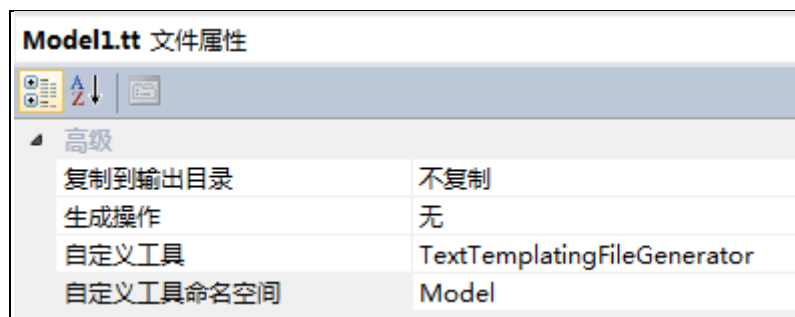 Model1.tt 文件属性
高级
复制到输出目录 不复制
生成操作 无
自定义工具 TextTemplatingFileGenerator
自定义工具命名空间 Model